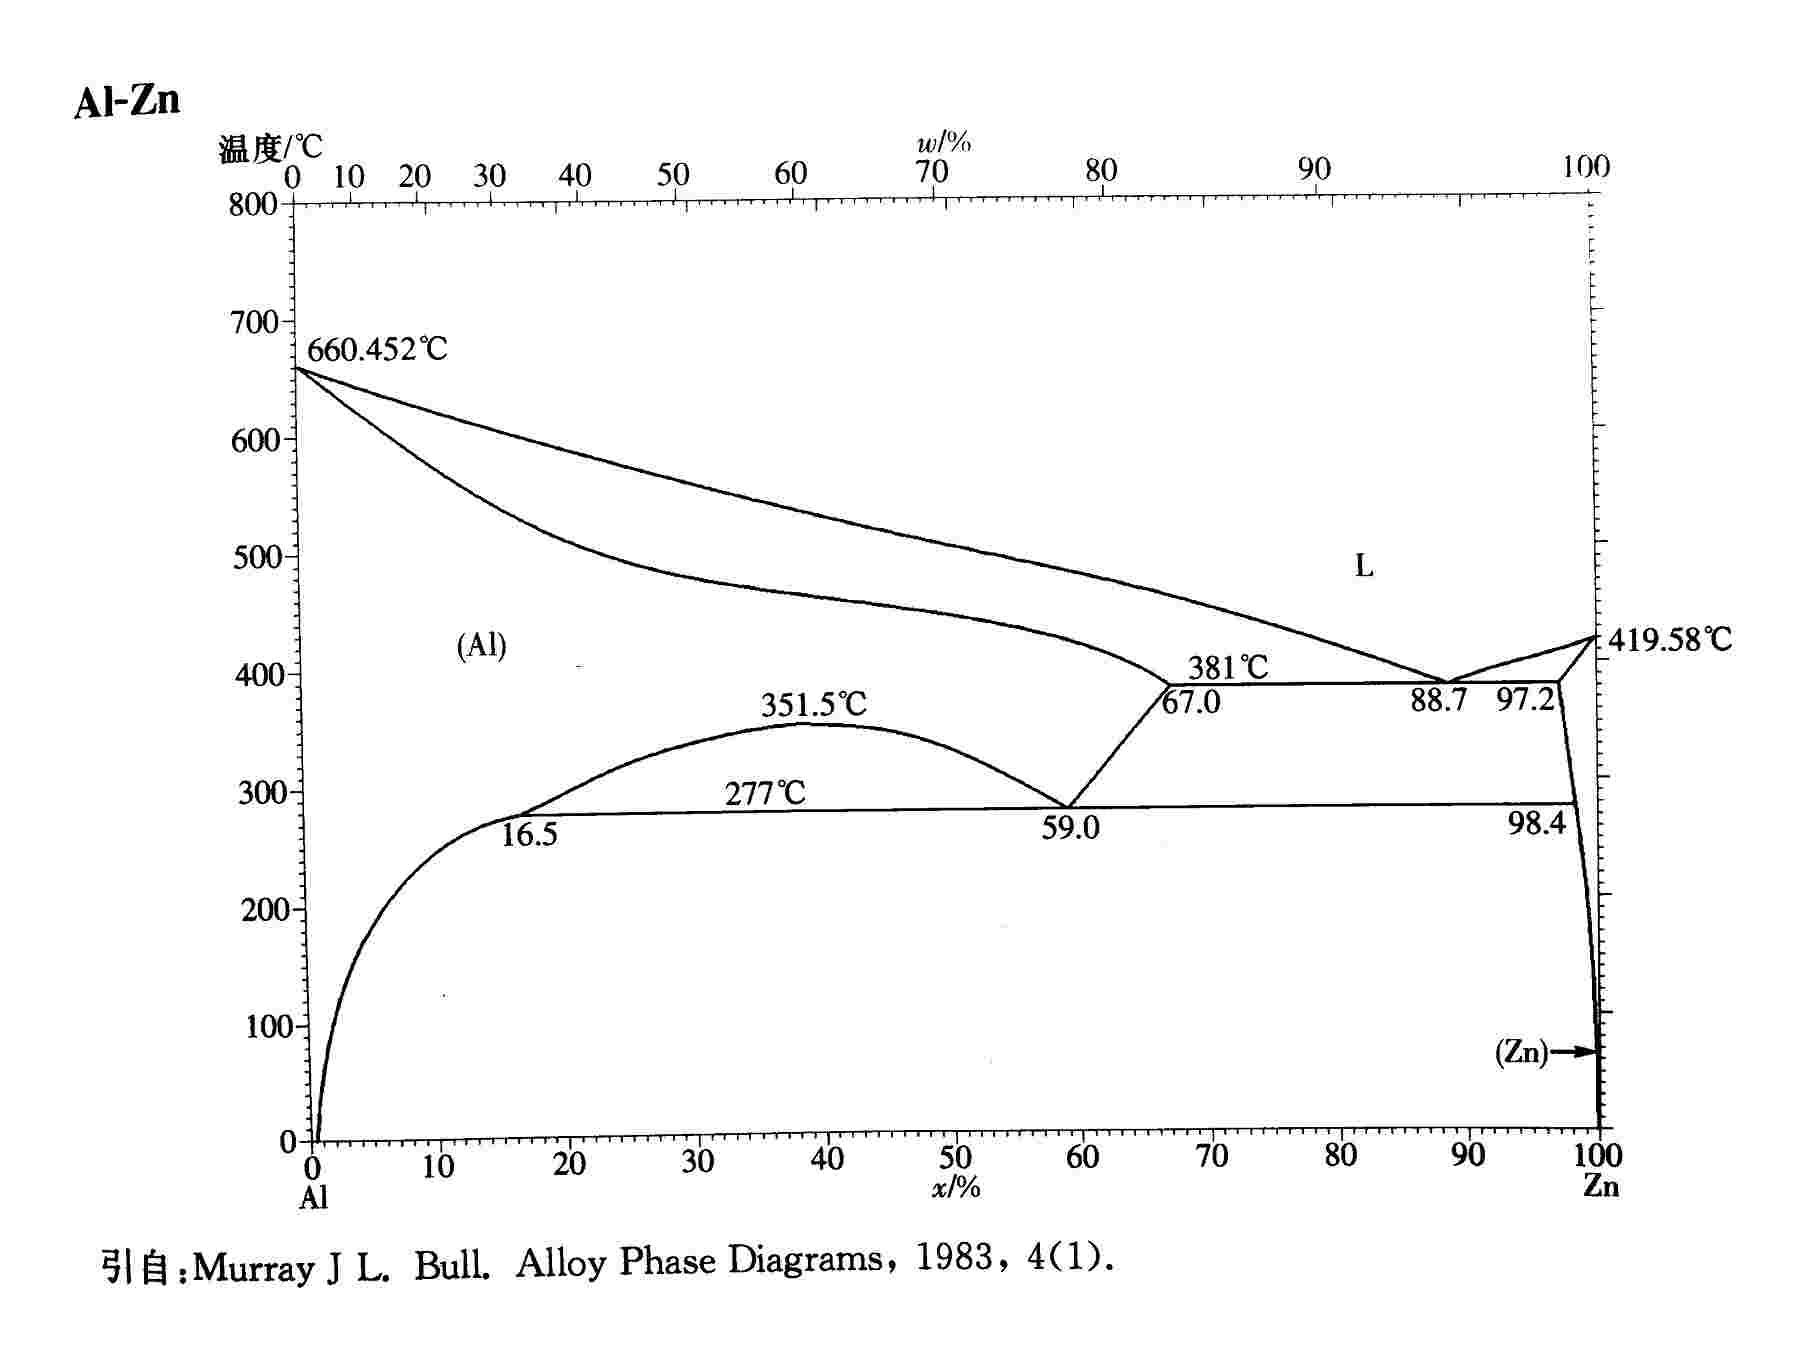 Al-Zn
温度/℃
w/%
0 10 20 30 40 50 60 70 80 90 100
800
700
660.452℃
600
500
L
(Al)
419.58℃
400
381℃
351.5℃
67.0 88.7 97.2
300
277℃
16.5 59.0 98.4
200
100
(Zn)
0
0 10 20 30 40 50 60 70 80 90 100
Al x/% Zn
引自:Murray J L. Bull. Alloy Phase Diagrams, 1983, 4(1).